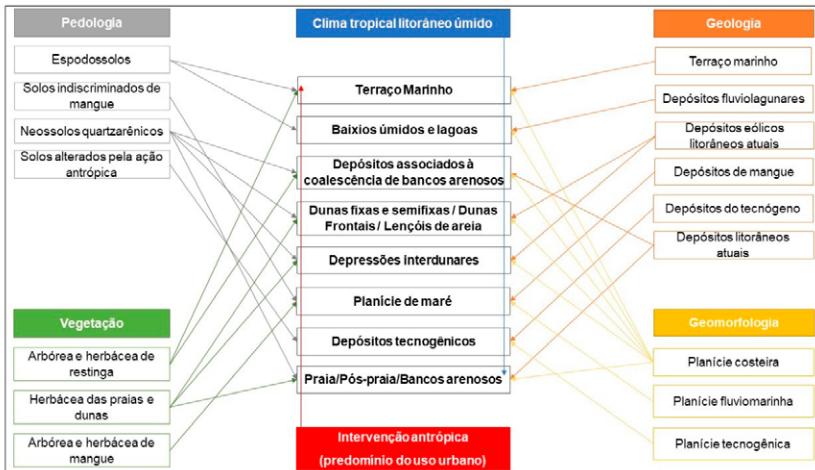 Pedologia
Espodossolos
Solos indiscriminados de
mangue
Neossolos quartzarênicos
Solos alterados pela ação
antrópica
Vegetação
Arbórea e herbácea de
restinga
Herbácea das praias e
dunas
Arbórea e herbácea de
mangue
Clima tropical litorâneo úmido
Terraço Marinho
Baixios úmidos e lagoas
Depósitos associados à
coalescência de bancos arenosos
Dunas fixas e semifixas / Dunas
Frontais / Lençóis de areia
Depressões interdunares
Planície de maré
Depósitos tecnogênicos
Praia/Pós-praia/Bancos arenosos
Intervenção antrópica
(predomínio do uso urbano)
Geologia
Terraço marinho
Depósitos fluviolagunares
Depósitos eólicos
litorâneos atuais
Depósitos de mangue
Depósitos do tecnógeno
Depósitos litorâneos
atuais
Geomorfologia
Planície costeira
Planície fluviomarinha
Planície tecnogênica